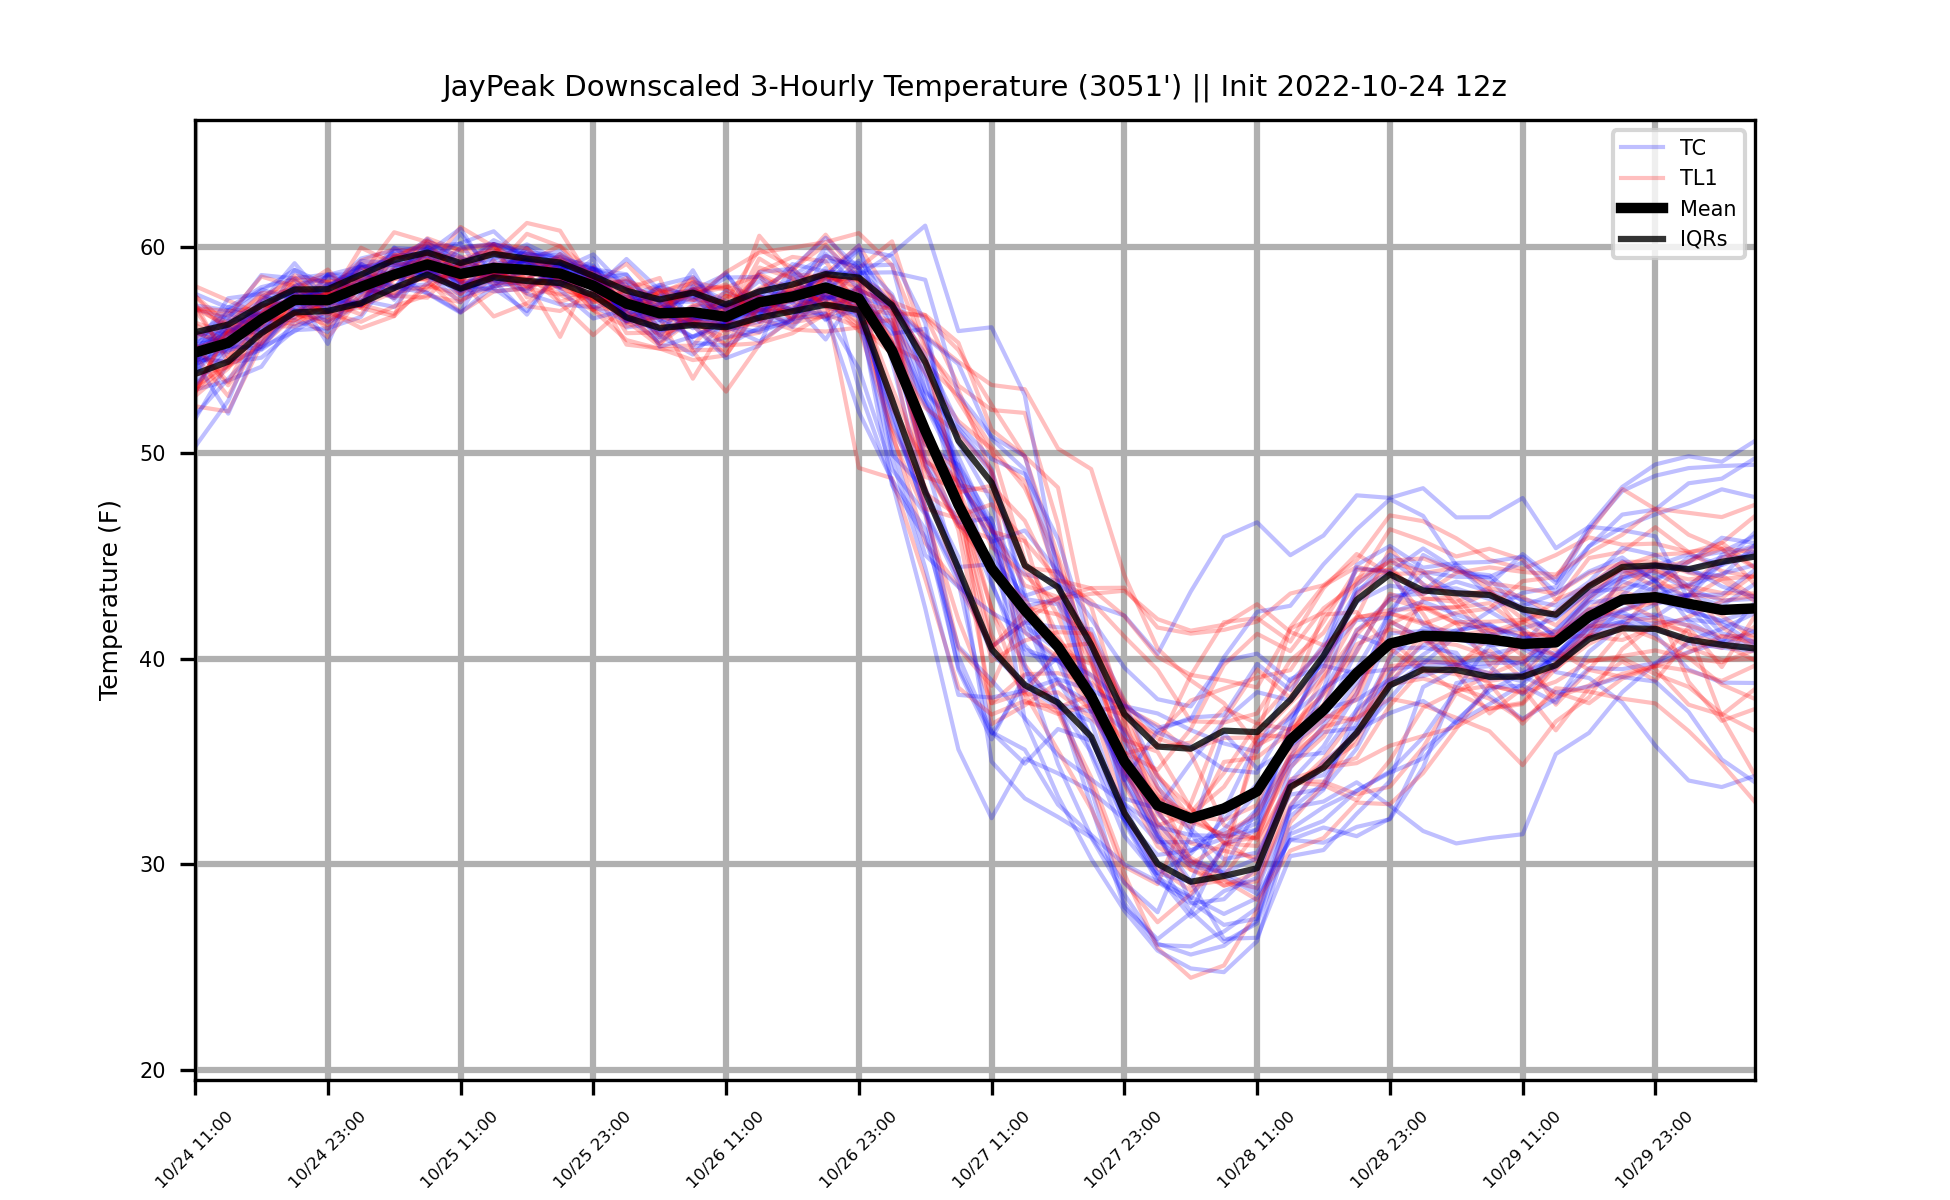 JayPeak Downscaled 3-Hourly Temperature (3051') || Init 2022-10-24 12z
TC
TL1
Mean
IQRs
Temperature (F)
60
50
40
30
20
10/24 11:00
10/24 23:00
10/25 11:00
10/25 23:00
10/26 11:00
10/26 23:00
10/27 11:00
10/27 23:00
10/28 11:00
10/28 23:00
10/29 11:00
10/29 23:00